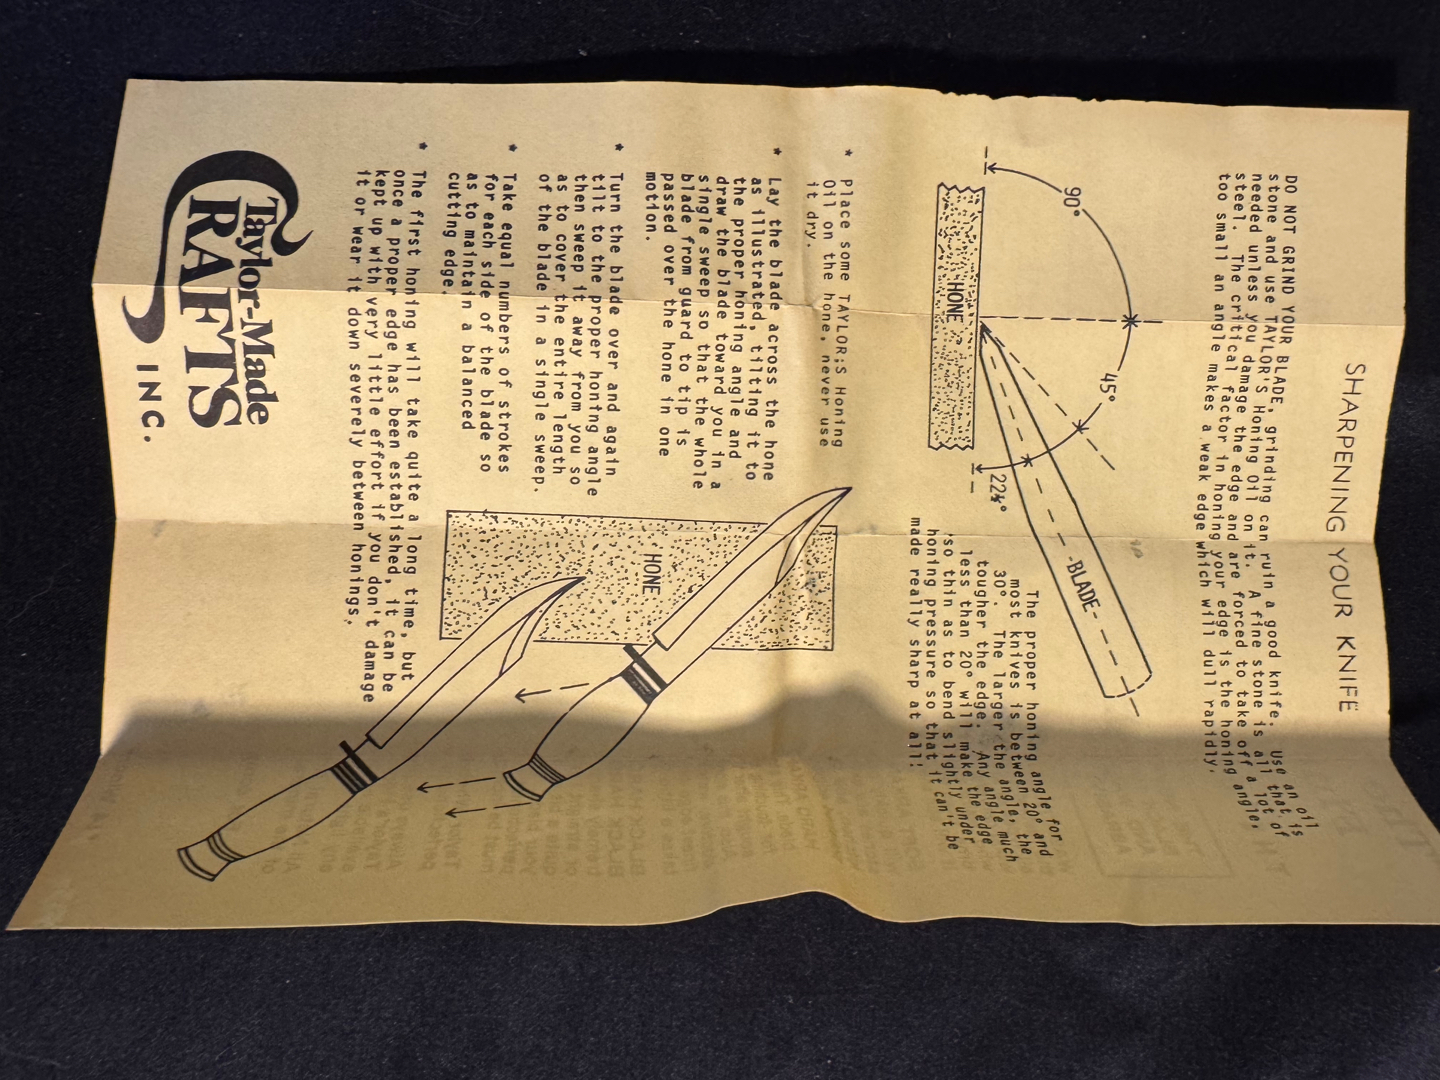 SHARPENING YOUR KNIFE
DO NOT GRIND YOUR BLADE, grinding can ruin a good knife. Use an oil
stone and use TAYLOR'S Honing Oil on it. A fine stone is all that is
needed unless you damage the edge and are forced to take off a lot of
steel. The critical factor in honing your edge is the honing angle,
too small an angle makes a weak edge which will dull rapidly.
90°
45°
22½°
HONE
-BLADE-
The proper honing angle for
most knives is between 20° and
30°. The larger the angle, the
tougher the edge. Any angle much
less than 20° will make the edge
so thin as to bend slightly under
honing pressure so that it can't be
made really sharp at all!
* Place some TAYLOR;S Honing
Oil on the hone, never use
it dry.
* Lay the blade across the hone
as illustrated, tilting it to
the proper honing angle and
draw the blade toward you in a
single sweep so that the whole
blade from guard to tip is
passed over the hone in one
motion.
* Turn the blade over and again
tilt to the proper honing angle
then sweep it away from you so
as to cover the entire length
of the blade in a single sweep.
* Take equal numbers of strokes
for each side of the blade so
as to maintain a balanced
cutting edge.
HONE
* The first honing will take quite a long time, but
once a proper edge has been established, it can be
kept up with very little effort if you don't damage
it or wear it down severely between honings.
Taylor-Made
CRAFTS
INC.